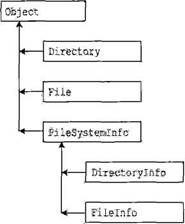 Object
Directory
File
FileSystemInfo
DirectoryInfo
FileInfo